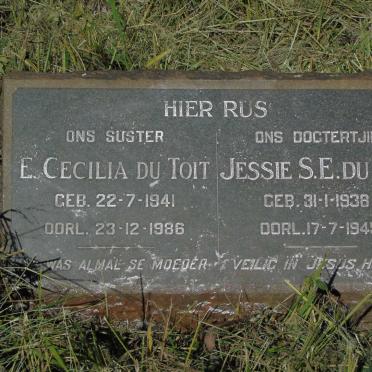 HIER RUS
ONS SUSTER
E. CECILIA DU TOIT
GEB. 22-7-1941
OORL. 23-12-1986
WAS ALMAL SE MOEDER
ONS DOGTERTJIE
JESSIE S.E. DU
GEB. 31-1-1938
OORL. 17-7-194
VEILIG IN JESUS